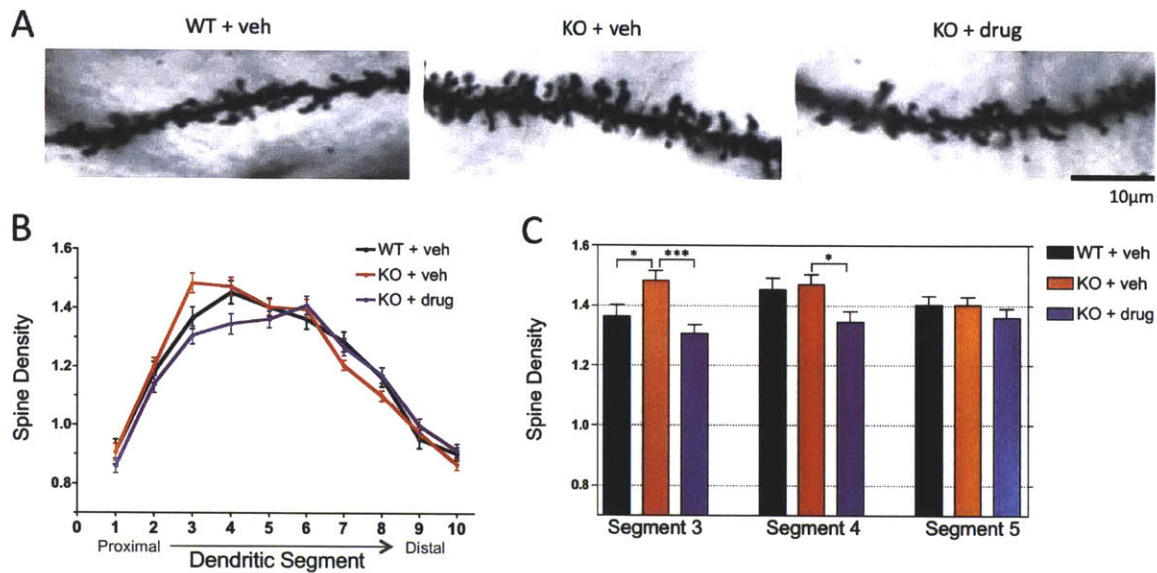 A
WT + veh
KO + veh
KO + drug
10µm
B
1.6
1.4
1.2
1.0
0.8
Spine Density
WT + veh
KO + veh
KO + drug
0 1 2 3 4 5 6 7 8 9 10
Proximal
Distal
Dendritic Segment
C
1.6
1.4
1.2
1.0
0.8
Spine Density
* ***
*
Segment 3
Segment 4
Segment 5
WT + veh
KO + veh
KO + drug